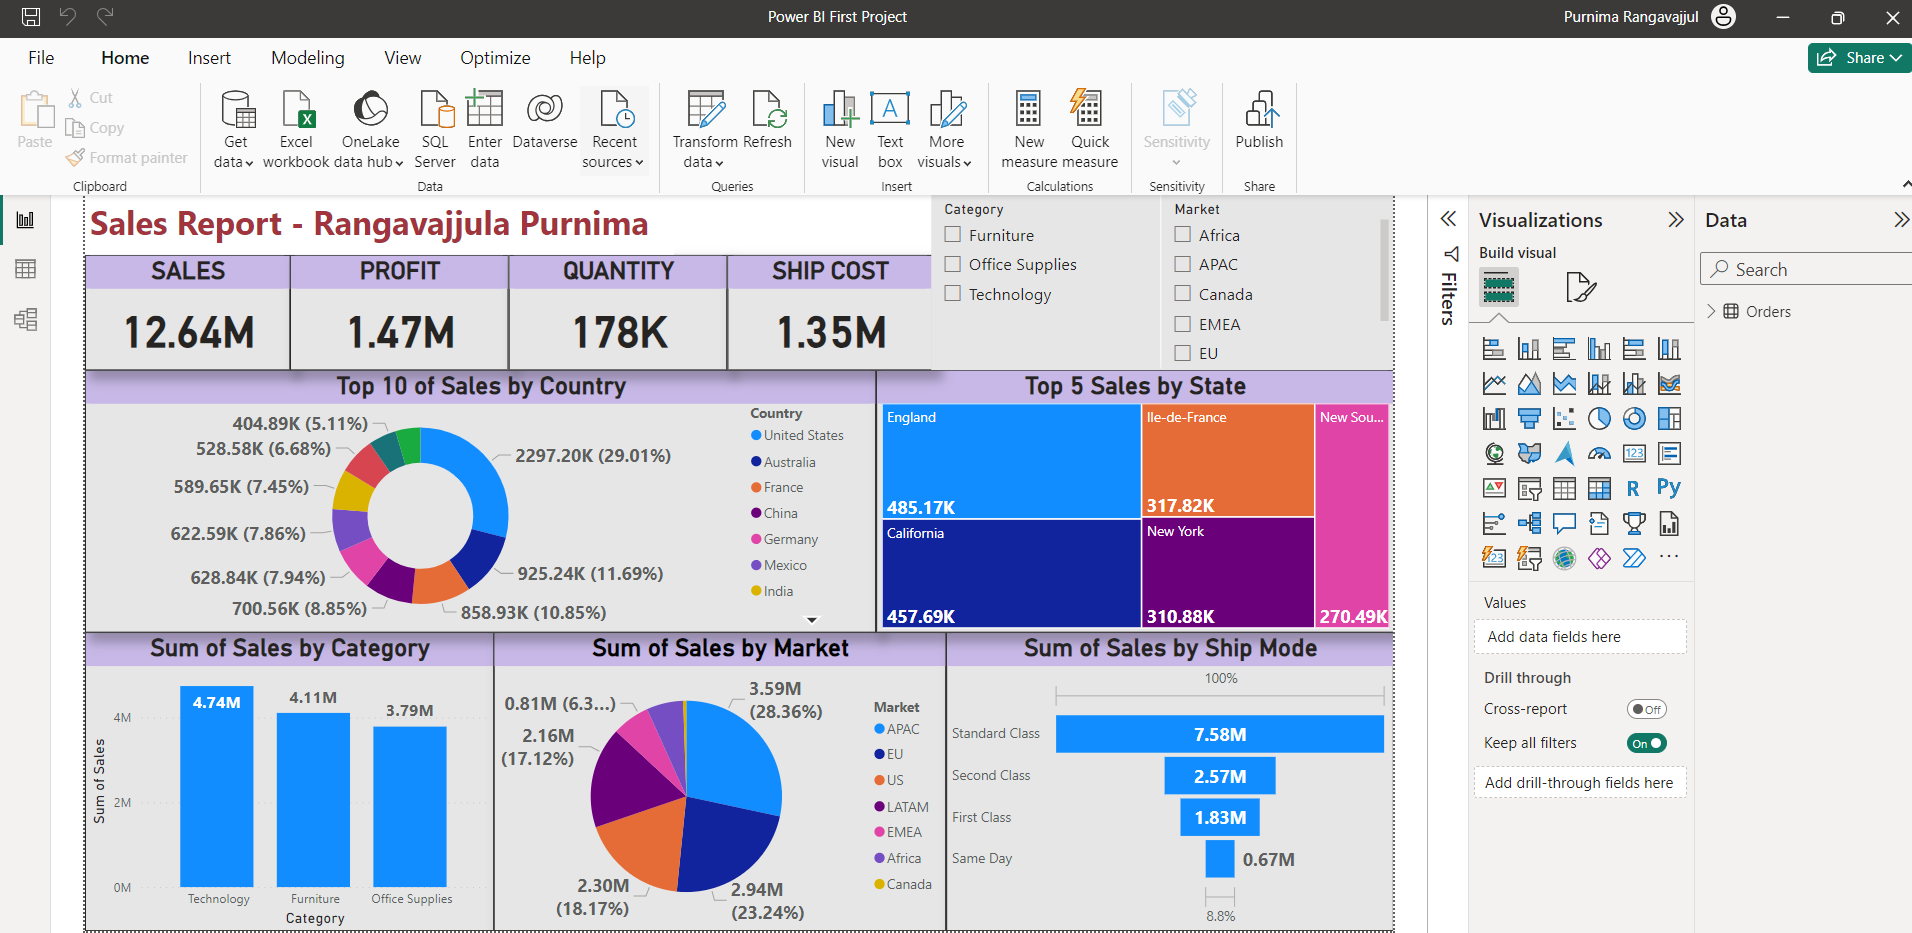 Power BI First Project
Purnima Rangavajjul
File Home Insert Modeling View Optimize Help
Share
Paste
Cut
Copy
Format painter
Clipboard
Get data
Excel workbook
OneLake data hub
SQL Server
Enter data
Dataverse
Recent sources
Data
Transform data
Refresh
Queries
New visual
Text box
More visuals
Insert
New measure
Quick measure
Calculations
Sensitivity
Sensitivity
Publish
Share
Sales Report - Rangavajjula Purnima
SALES
12.64M
PROFIT
1.47M
QUANTITY
178K
SHIP COST
1.35M
Category
Furniture
Office Supplies
Technology
Market
Africa
APAC
Canada
EMEA
EU
Top 10 of Sales by Country
404.89K (5.11%)
528.58K (6.68%)
589.65K (7.45%)
622.59K (7.86%)
628.84K (7.94%)
700.56K (8.85%)
2297.20K (29.01%)
925.24K (11.69%)
858.93K (10.85%)
Country
United States
Australia
France
China
Germany
Mexico
India
Top 5 Sales by State
England
485.17K
California
457.69K
Ile-de-France
317.82K
New York
310.88K
New Sou...
270.49K
Sum of Sales by Category
Sum of Sales
4M
2M
0M
4.74M
4.11M
3.79M
Technology
Furniture
Office Supplies
Category
Sum of Sales by Market
0.81M (6.3...)
2.16M
(17.12%)
2.30M
(18.17%)
3.59M
(28.36%)
2.94M
(23.24%)
Market
APAC
EU
US
LATAM
EMEA
Africa
Canada
Sum of Sales by Ship Mode
100%
Standard Class
7.58M
Second Class
2.57M
First Class
1.83M
Same Day
0.67M
8.8%
Filters
Visualizations
Build visual
123
R
Py
123
Values
Add data fields here
Drill through
Cross-report
Off
Keep all filters
On
Add drill-through fields here
Data
Search
Orders